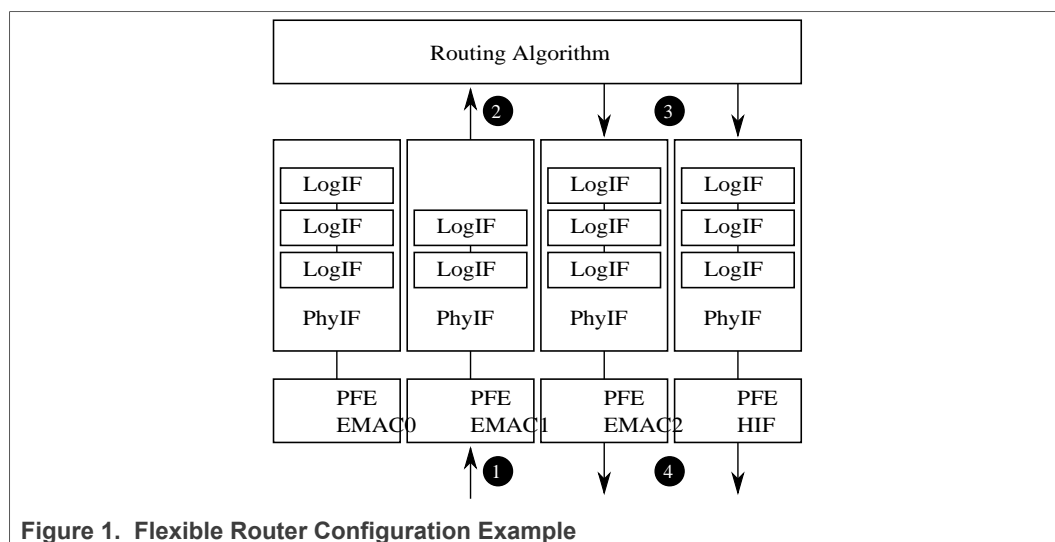 Routing Algorithm
2
3
LogIF
LogIF
LogIF
PhyIF
LogIF
LogIF
PhyIF
LogIF
LogIF
LogIF
PhyIF
LogIF
LogIF
LogIF
PhyIF
PFE
EMAC0
PFE
EMAC1
PFE
EMAC2
PFE
HIF
1
4
Figure 1. Flexible Router Configuration Example